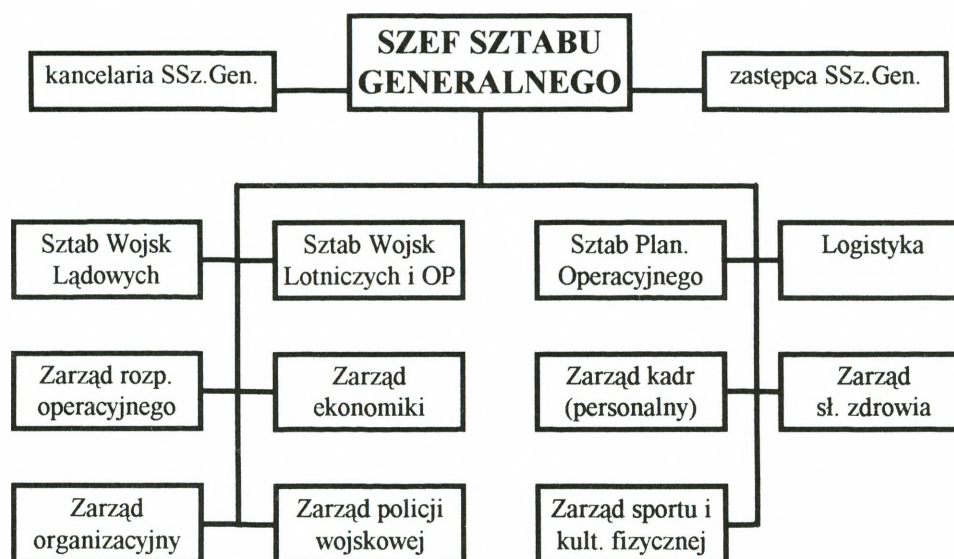 SZEF SZTABU
GENERALNEGO
kancelaria SSz.Gen.
zastępca SSz.Gen.
Sztab Wojsk
Lądowych
Sztab Wojsk
Lotniczych i OP
Sztab Plan.
Operacyjnego
Logistyka
Zarząd rozp.
operacyjnego
Zarząd
ekonomiki
Zarząd kadr
(personalny)
Zarząd
sł. zdrowia
Zarząd
organizacyjny
Zarząd policji
wojskowej
Zarząd sportu i
kult. fizycznej